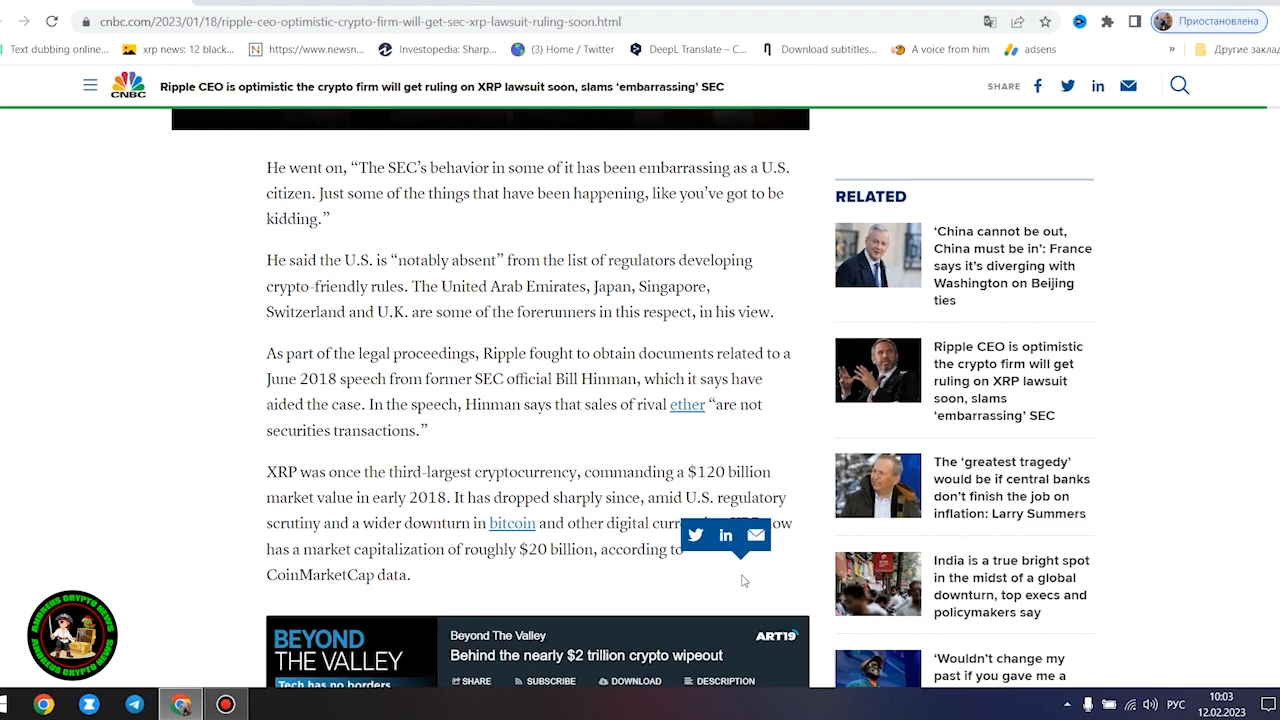 cnbc.com/2023/01/18/ripple-ceo-optimistic-crypto-firm-will-get-sec-xrp-lawsuit-ruling-soon.html
Приостановлена
Text dubbing online...
xrp news: 12 black...
https://www.newsn...
Investopedia: Sharp...
(3) Home / Twitter
DeepL Translate – C...
Download subtitles...
A voice from him
adsens
»
Другие заклад
CNBC
Ripple CEO is optimistic the crypto firm will get ruling on XRP lawsuit soon, slams ‘embarrassing’ SEC
SHARE
He went on, “The SEC’s behavior in some of it has been embarrassing as a U.S.
citizen. Just some of the things that have been happening, like you’ve got to be
kidding.”
He said the U.S. is “notably absent” from the list of regulators developing
crypto-friendly rules. The United Arab Emirates, Japan, Singapore,
Switzerland and U.K. are some of the forerunners in this respect, in his view.
As part of the legal proceedings, Ripple fought to obtain documents related to a
June 2018 speech from former SEC official Bill Hinman, which it says have
aided the case. In the speech, Hinman says that sales of rival ether “are not
securities transactions.”
XRP was once the third-largest cryptocurrency, commanding a $120 billion
market value in early 2018. It has dropped sharply since, amid U.S. regulatory
scrutiny and a wider downturn in bitcoin and other digital
has a market capitalization of roughly $20 billion, according to
CoinMarketCap data.
BEYOND
THE VALLEY
Tech has no borders
Beyond The Valley
ART19
Behind the nearly $2 trillion crypto wipeout
SHARE
SUBSCRIBE
DOWNLOAD
DESCRIPTION
RELATED
‘China cannot be out,
China must be in’: France
says it’s diverging with
Washington on Beijing
ties
Ripple CEO is optimistic
the crypto firm will get
ruling on XRP lawsuit
soon, slams
‘embarrassing’ SEC
The ‘greatest tragedy’
would be if central banks
don’t finish the job on
inflation: Larry Summers
India is a true bright spot
in the midst of a global
downturn, top execs and
policymakers say
‘Wouldn’t change my
past if you gave me a
ANDREUS CRYPTO NEWS
ANDREUS CRYPTO NEWS
РУС
10:03
12.02.2023